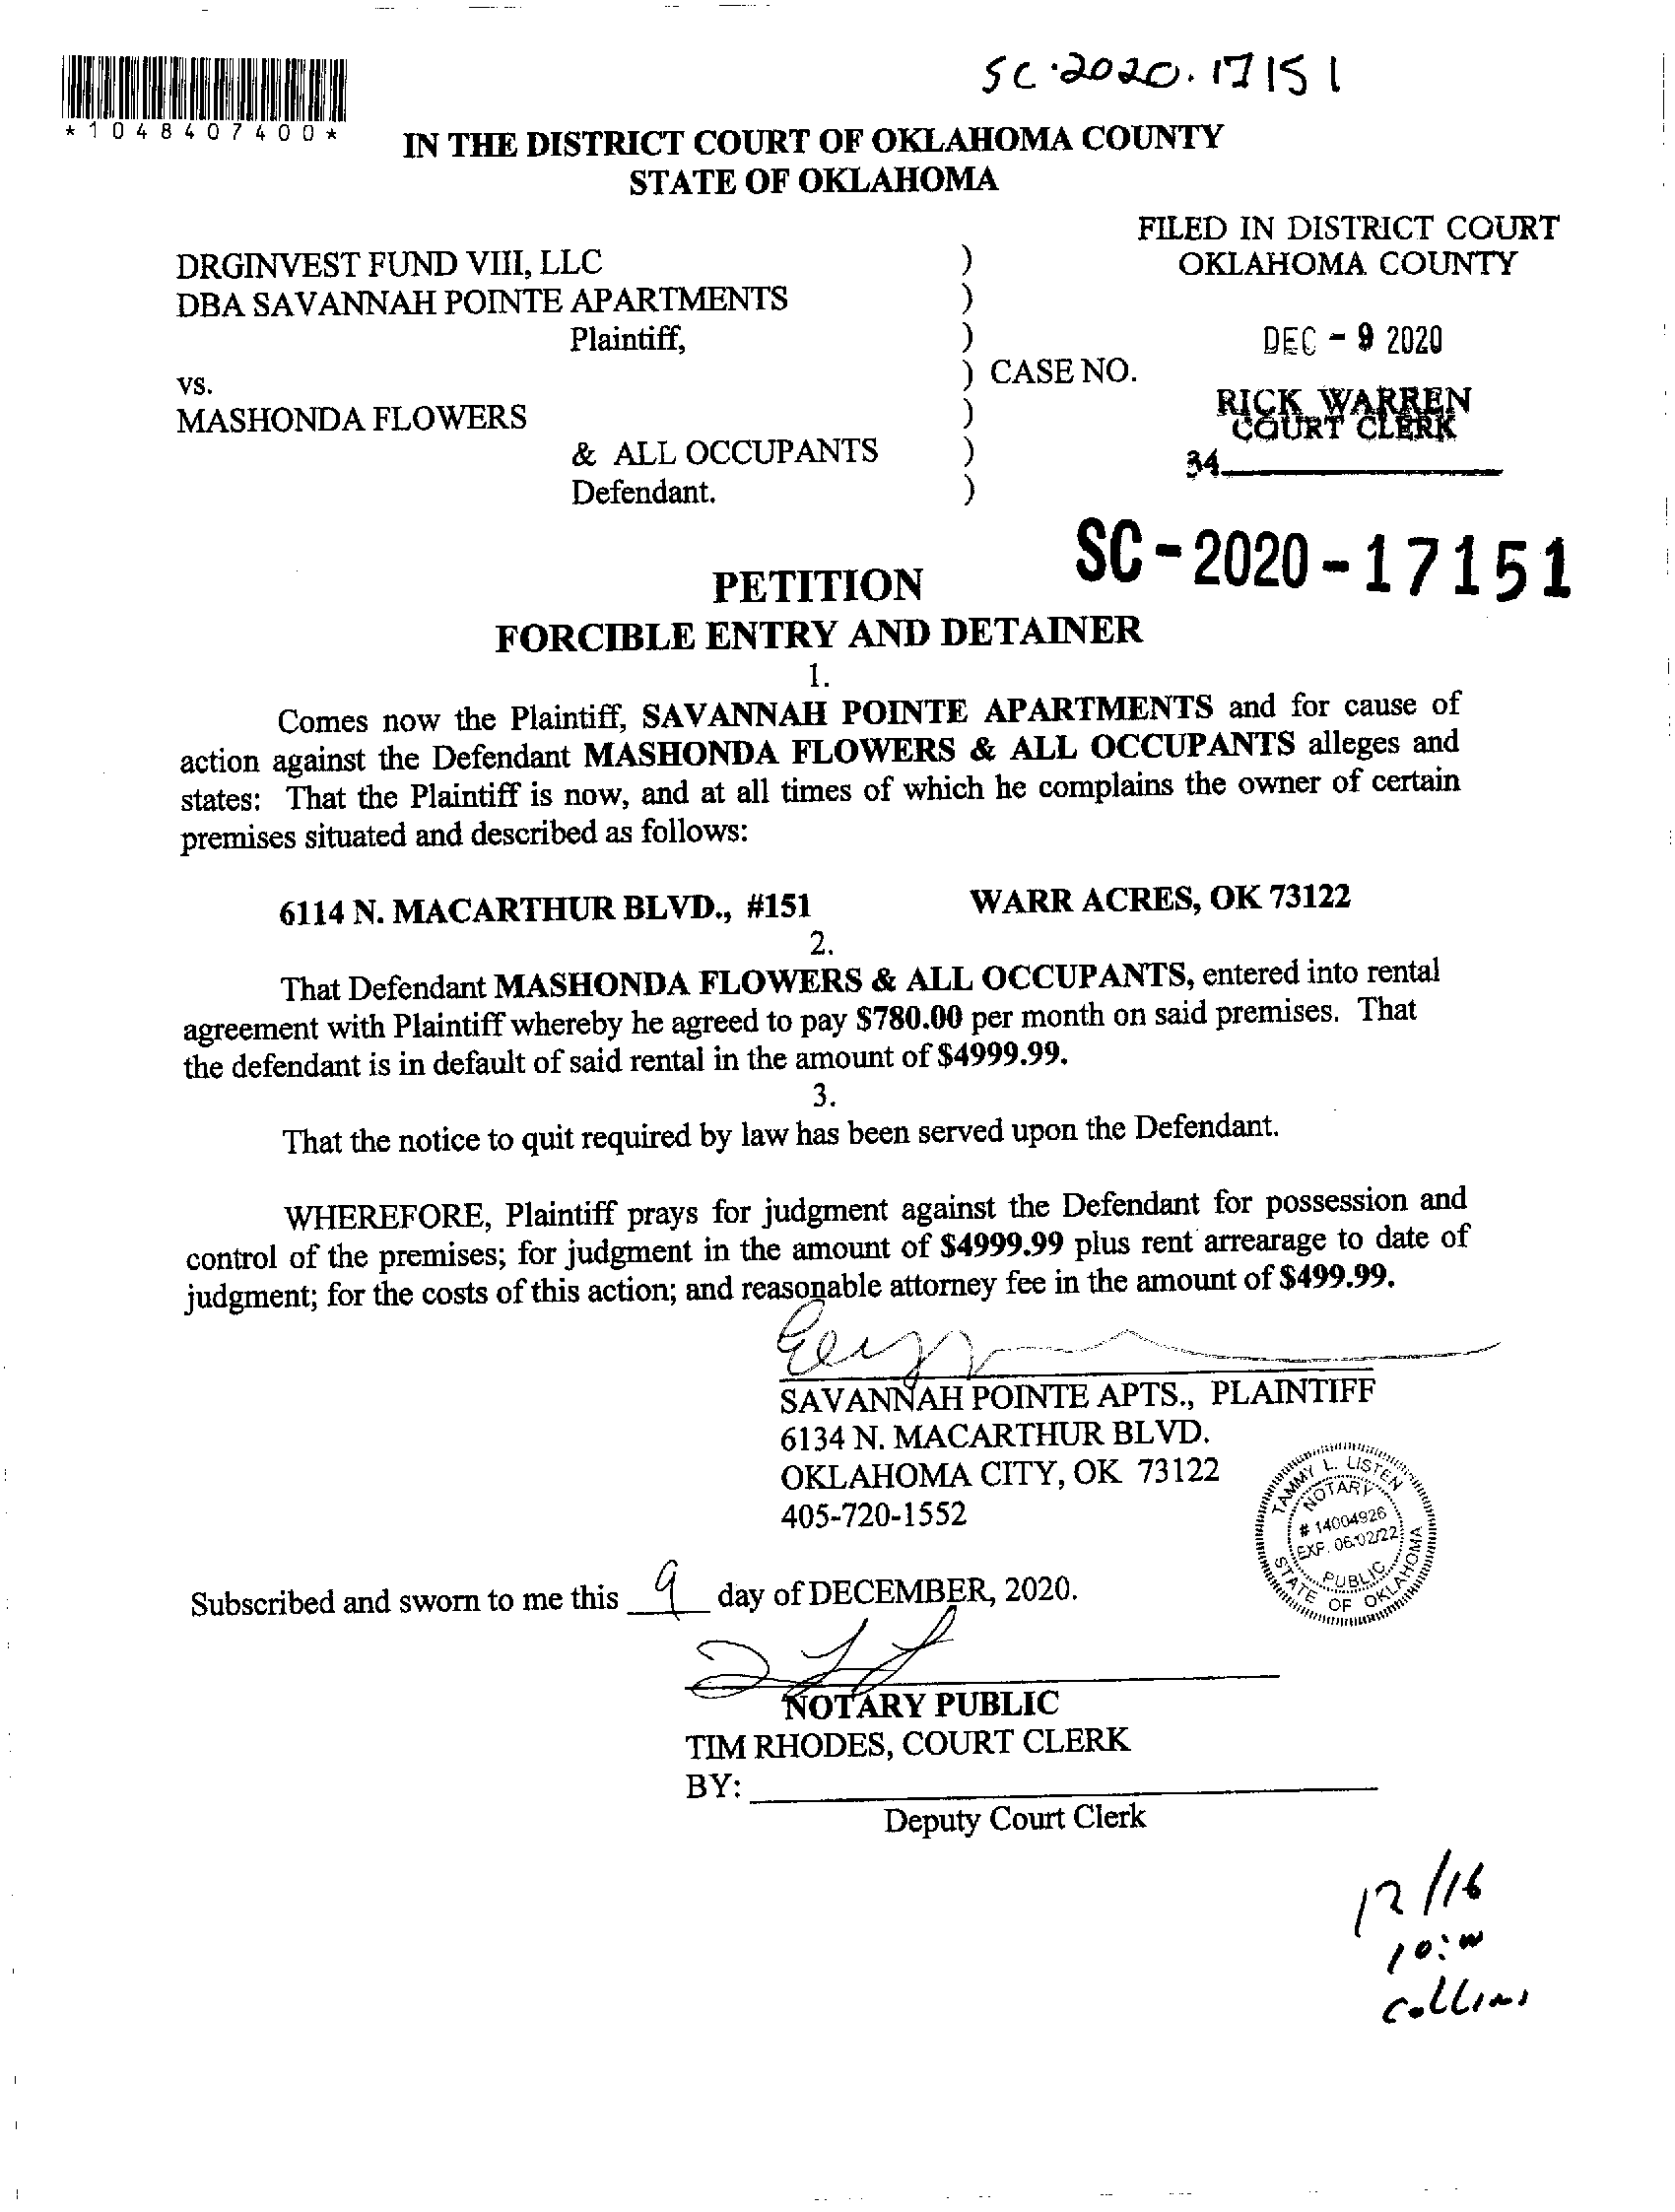 SC·2020·17151
*1048407400*
IN THE DISTRICT COURT OF OKLAHOMA COUNTY
STATE OF OKLAHOMA
FILED IN DISTRICT COURT
OKLAHOMA COUNTY
DRGINVEST FUND VIII, LLC )
DBA SAVANNAH POINTE APARTMENTS )
Plaintiff, )
DEC - 9 2020
vs. ) CASE NO.
RICK WARREN
COURT CLERK
MASHONDA FLOWERS )
& ALL OCCUPANTS )
34
Defendant. )
SC-2020-17151
PETITION
FORCIBLE ENTRY AND DETAINER
1.
Comes now the Plaintiff, SAVANNAH POINTE APARTMENTS and for cause of
action against the Defendant MASHONDA FLOWERS & ALL OCCUPANTS alleges and
states: That the Plaintiff is now, and at all times of which he complains the owner of certain
premises situated and described as follows:
6114 N. MACARTHUR BLVD., #151 WARR ACRES, OK 73122
2.
That Defendant MASHONDA FLOWERS & ALL OCCUPANTS, entered into rental
agreement with Plaintiff whereby he agreed to pay $780.00 per month on said premises. That
the defendant is in default of said rental in the amount of $4999.99.
3.
That the notice to quit required by law has been served upon the Defendant.
WHEREFORE, Plaintiff prays for judgment against the Defendant for possession and
control of the premises; for judgment in the amount of $4999.99 plus rent arrearage to date of
judgment; for the costs of this action; and reasonable attorney fee in the amount of $499.99.
SAVANNAH POINTE APTS., PLAINTIFF
6134 N. MACARTHUR BLVD.
OKLAHOMA CITY, OK 73122
405-720-1552
TAMMY L. LISTEN
NOTARY
# 14004926
EXP. 06/02/22
PUBLIC
STATE OF OKLAHOMA
Subscribed and sworn to me this 9 day of DECEMBER, 2020.
NOTARY PUBLIC
TIM RHODES, COURT CLERK
BY:
Deputy Court Clerk
12/16
Collins